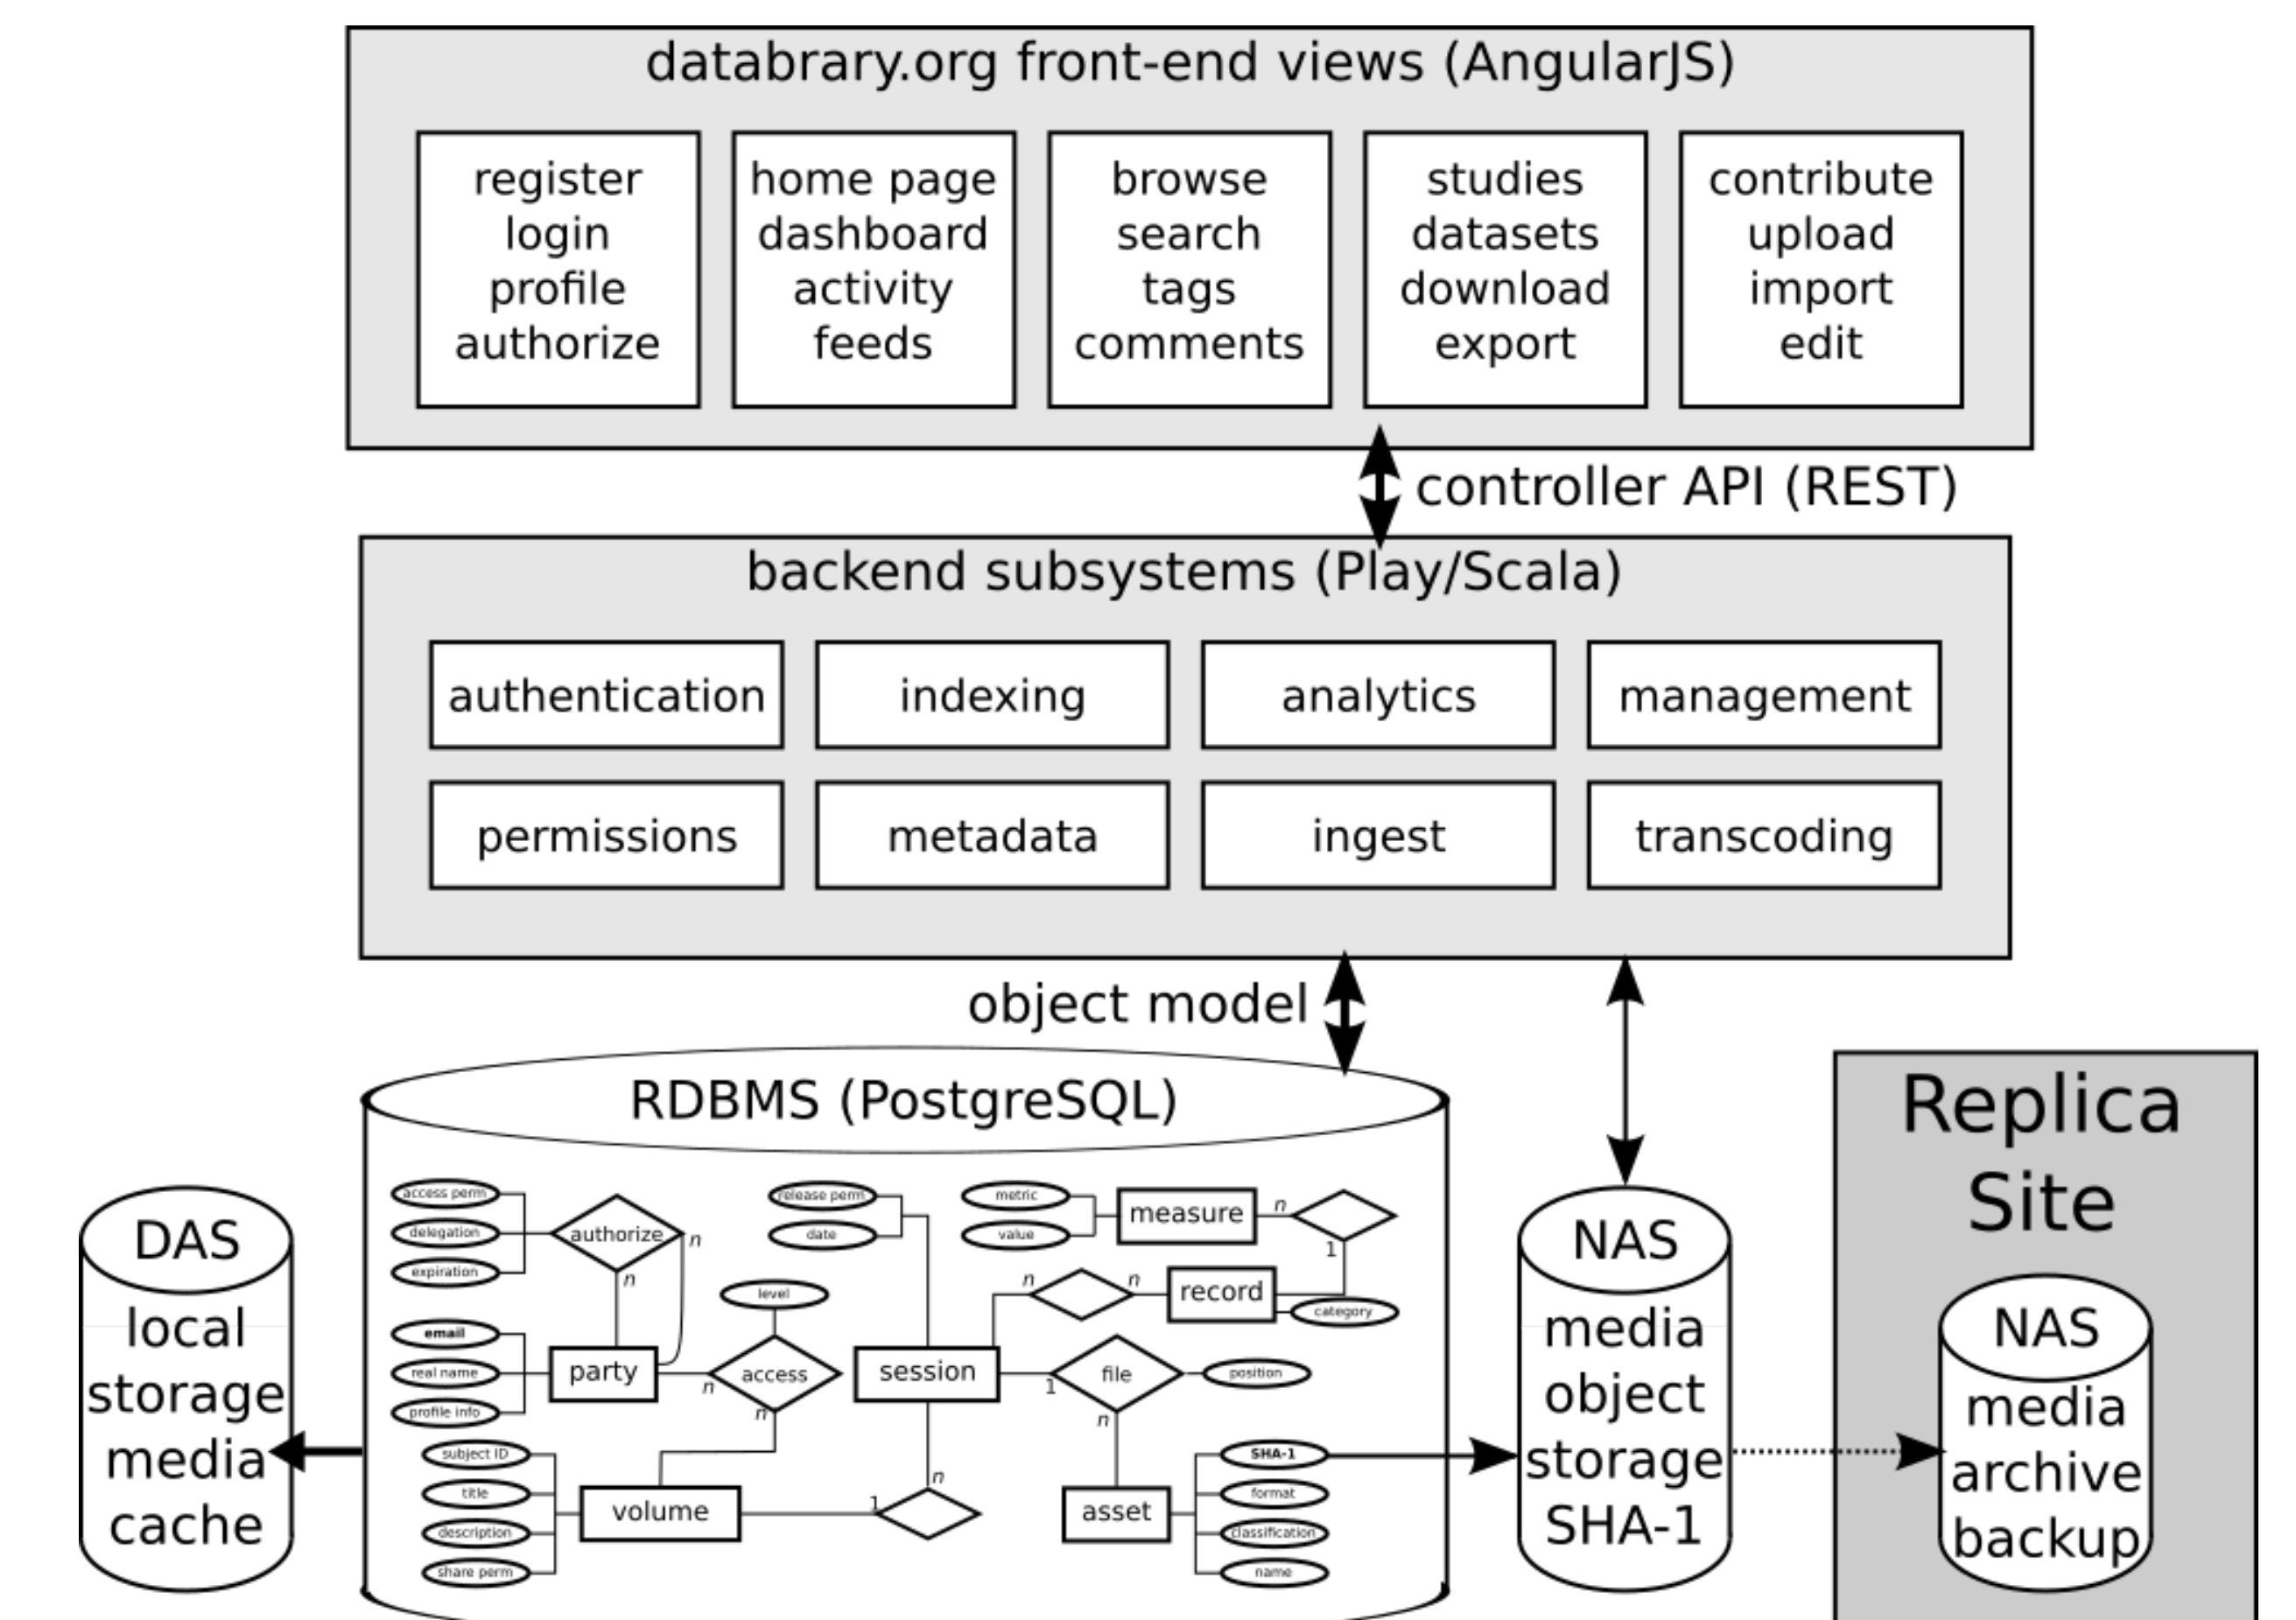 databrary.org front-end views (AngularJS)
register
login
profile
authorize
home page
dashboard
activity
feeds
browse
search
tags
comments
studies
datasets
download
export
contribute
upload
import
edit
controller API (REST)
backend subsystems (Play/Scala)
authentication
indexing
analytics
management
permissions
metadata
ingest
transcoding
object model
RDBMS (PostgreSQL)
access perm
delegation
expiration
authorize
n
n
email
real name
profile info
party
n
level
access
n
subject ID
title
description
share perm
volume
1
n
release perm
date
session
metric
value
measure
n
1
n
n
record
category
1
file
n
position
asset
SHA-1
format
classification
name
DAS
local
storage
media
cache
NAS
media
object
storage
SHA-1
Replica
Site
NAS
media
archive
backup